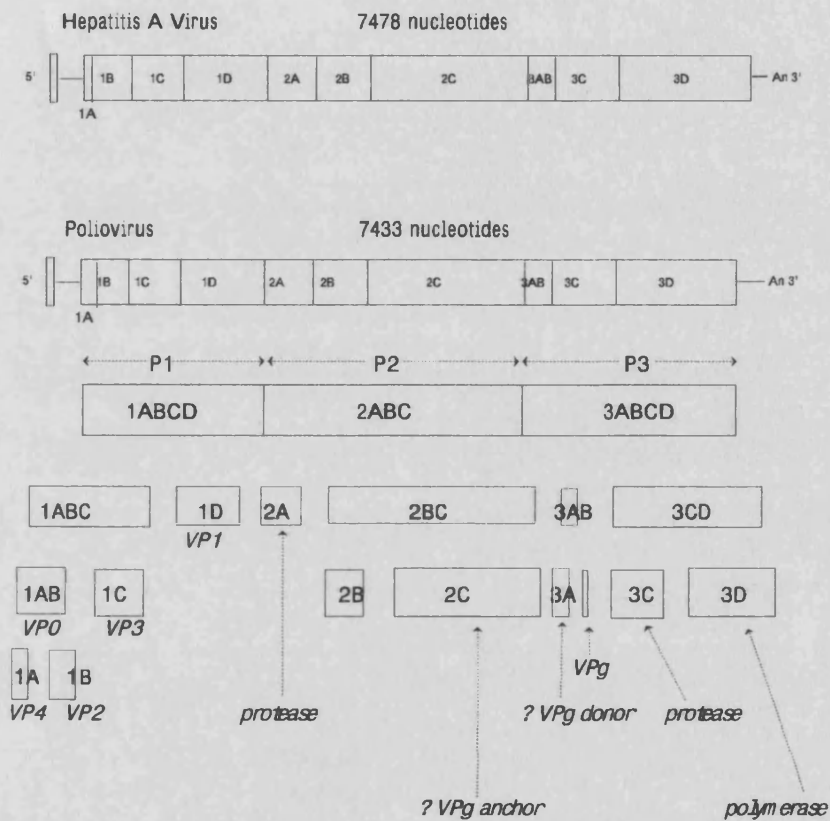 Hepatitis A Virus 7478 nucleotides
5' 1B 1C 1D 2A 2B 2C 3AB 3C 3D An 3'
1A
Poliovirus 7433 nucleotides
5' 1B 1C 1D 2A 2B 2C 3AB 3C 3D An 3'
1A
P1 P2 P3
1ABCD 2ABC 3ABCD
1ABC 1D 2A 2BC 3AB 3CD
VP1
1AB 1C 2B 2C 3A 3C 3D
VP0 VP3
VPg
1A 1B
VP4 VP2 protease ? VPg donor protease
? VPg anchor polymerase